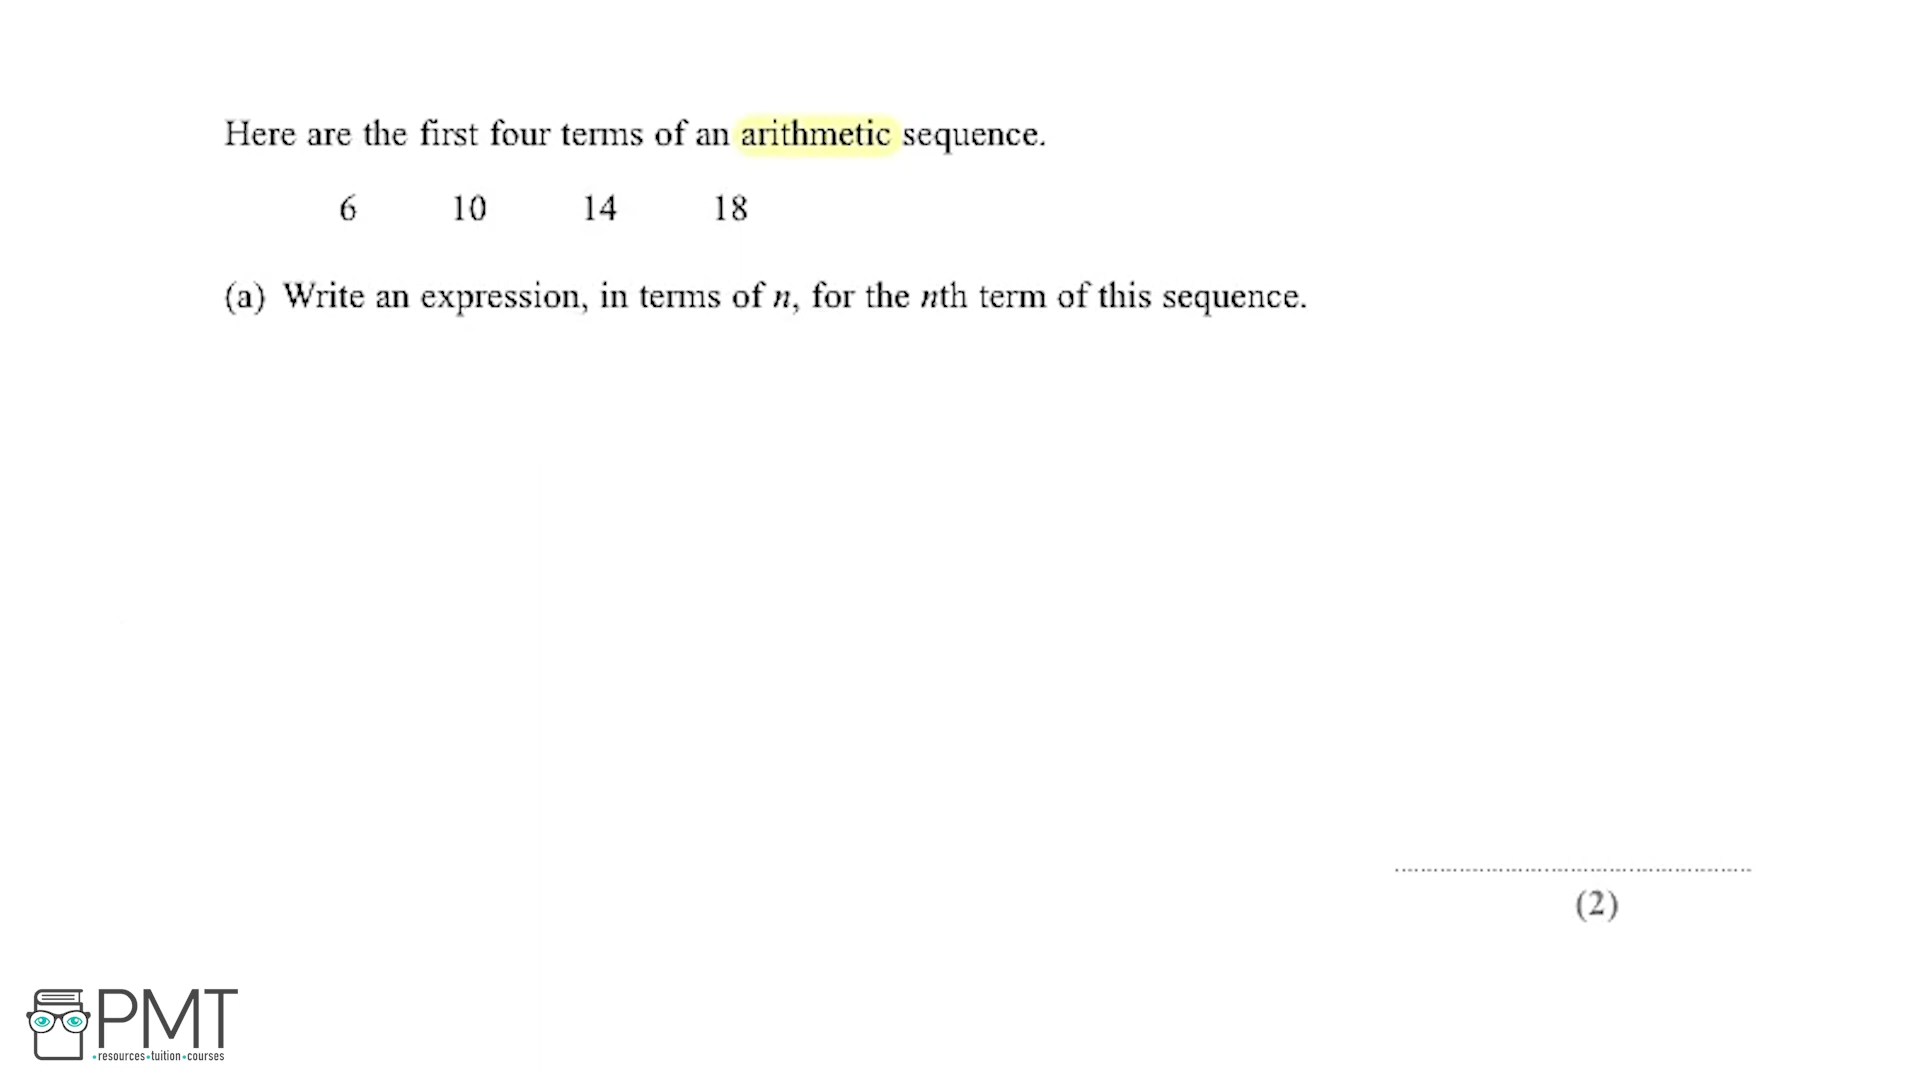 Here are the first four terms of an arithmetic sequence.
6 10 14 18
(a) Write an expression, in terms of n, for the nth term of this sequence.
(2)
PMT
•resources•tuition•courses